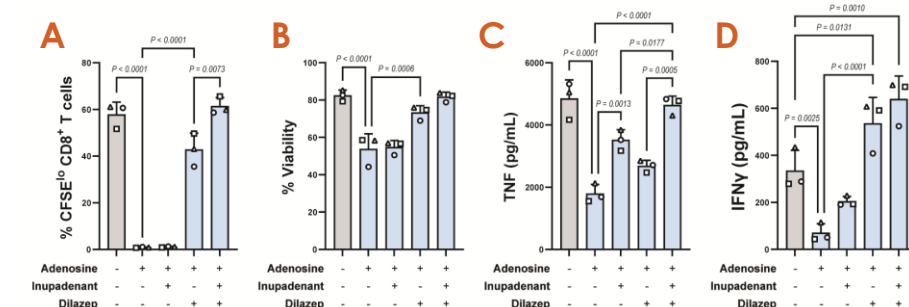 A
B
C
D
P < 0.0001
P < 0.0001
P = 0.0073
% CFSE^lo CD8^+ T cells
80
60
40
20
0
P < 0.0001
P = 0.0006
% Viability
100
80
60
40
20
0
P < 0.0001
P = 0.0177
P < 0.0001
P = 0.0005
P = 0.0013
TNF (pg/mL)
6000
4000
2000
0
P = 0.0010
P = 0.0131
P < 0.0001
P = 0.0025
IFNγ (pg/mL)
800
600
400
200
0
Adenosine - + + + +
Inupadenant - - + - +
Dilazep - - - + +
Adenosine - + + + +
Inupadenant - - + - +
Dilazep - - - + +
Adenosine - + + + +
Inupadenant - - + - +
Dilazep - - - + +
Adenosine - + + + +
Inupadenant - - + - +
Dilazep - - - + +